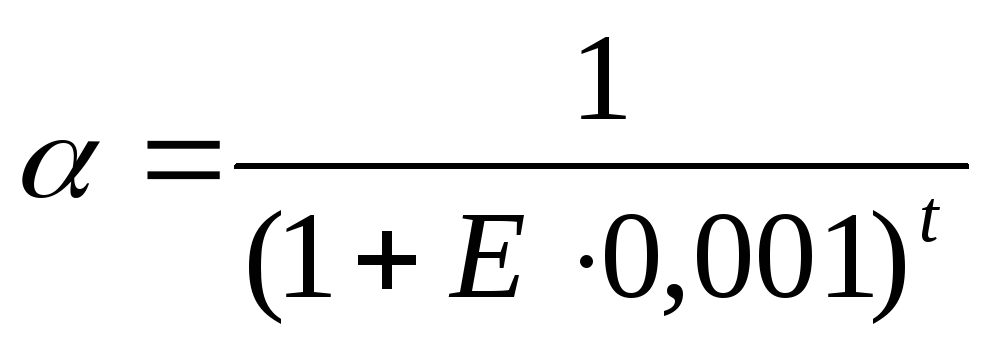 α = 1 / (1 + E ·0,001)^t